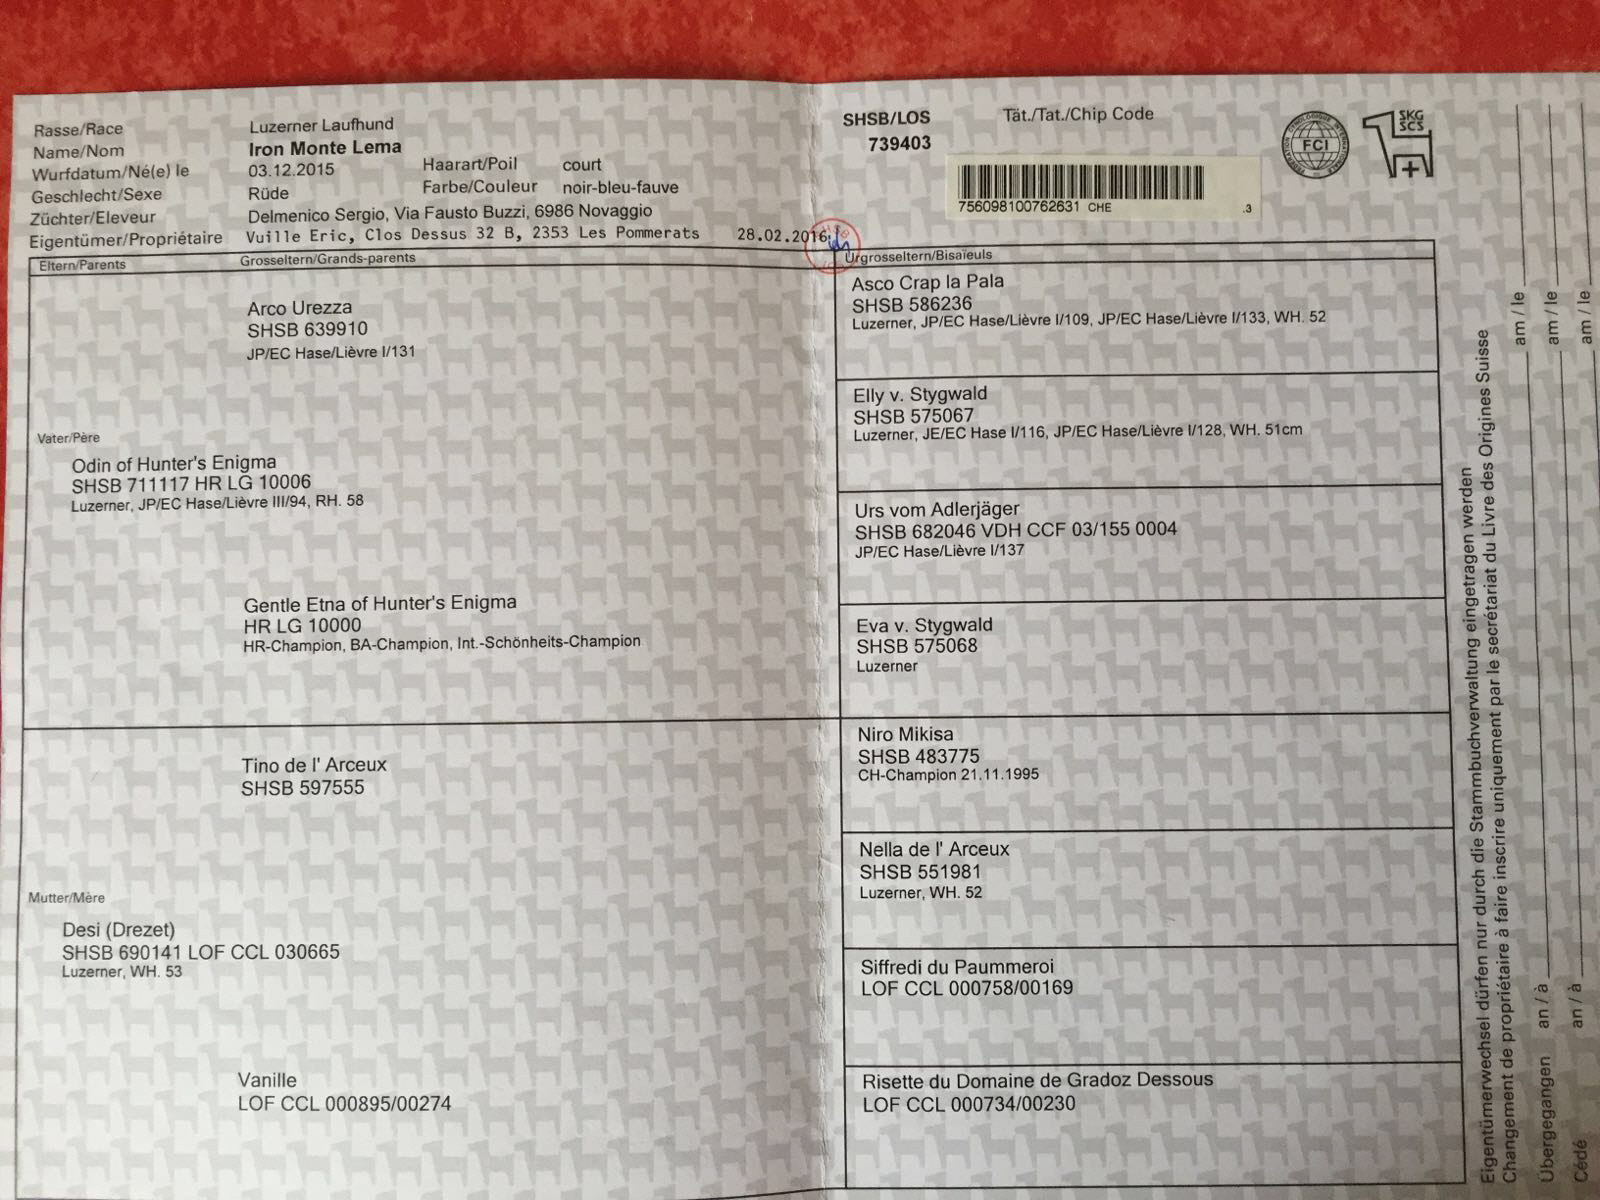 Rasse/Race Luzerner Laufhund
Name/Nom Iron Monte Lema
Wurfdatum/Né(e) le 03.12.2015 Haarart/Poil court
Geschlecht/Sexe Rüde Farbe/Couleur noir-bleu-fauve
Züchter/Eleveur Delmenico Sergio, Via Fausto Buzzi, 6986 Novaggio
Eigentümer/Propriétaire Vuille Eric, Clos Dessus 32 B, 2353 Les Pommerats 28.02.2016
SHSB/LOS
739403
Tät./Tat./Chip Code
756098100762631 CHE .3
FCI
SKG
SCS
Eltern/Parents Grosseltern/Grands-parents Urgrosseltern/Bisaïeuls
Arco Urezza
SHSB 639910
JP/EC Hase/Lièvre I/131
Vater/Père
Odin of Hunter's Enigma
SHSB 711117 HR LG 10006
Luzerner, JP/EC Hase/Lièvre III/94, RH. 58
Gentle Etna of Hunter's Enigma
HR LG 10000
HR-Champion, BA-Champion, Int.-Schönheits-Champion
Tino de l' Arceux
SHSB 597555
Mutter/Mère
Desi (Drezet)
SHSB 690141 LOF CCL 030665
Luzerner, WH. 53
Vanille
LOF CCL 000895/00274
Asco Crap la Pala
SHSB 586236
Luzerner, JP/EC Hase/Lièvre I/109, JP/EC Hase/Lièvre I/133, WH. 52
Elly v. Stygwald
SHSB 575067
Luzerner, JE/EC Hase I/116, JP/EC Hase/Lièvre I/128, WH. 51cm
Urs vom Adlerjäger
SHSB 682046 VDH CCF 03/155 0004
JP/EC Hase/Lièvre I/137
Eva v. Stygwald
SHSB 575068
Luzerner
Niro Mikisa
SHSB 483775
CH-Champion 21.11.1995
Nella de l' Arceux
SHSB 551981
Luzerner, WH. 52
Siffredi du Paummeroi
LOF CCL 000758/00169
Risette du Domaine de Gradoz Dessous
LOF CCL 000734/00230
Eigentümerwechsel dürfen nur durch die Stammbuchverwaltung eingetragen werden
Changement de propriétaire à faire inscrire uniquement par le secrétariat du Livre des Origines Suisse
am / le
Übergegangen an / à am / le
Cédé an / à am / le